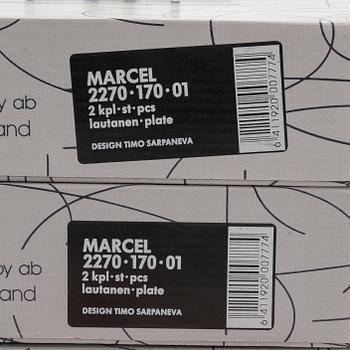 y ab
and
MARCEL
2270·170·01
2 kpl·st·pcs
lautanen·plate
DESIGN TIMO SARPANEVA
6 411920 007774
oy ab
and
MARCEL
2270·170·01
2 kpl·st·pcs
lautanen·plate
DESIGN TIMO SARPANEVA
6 411920 007774